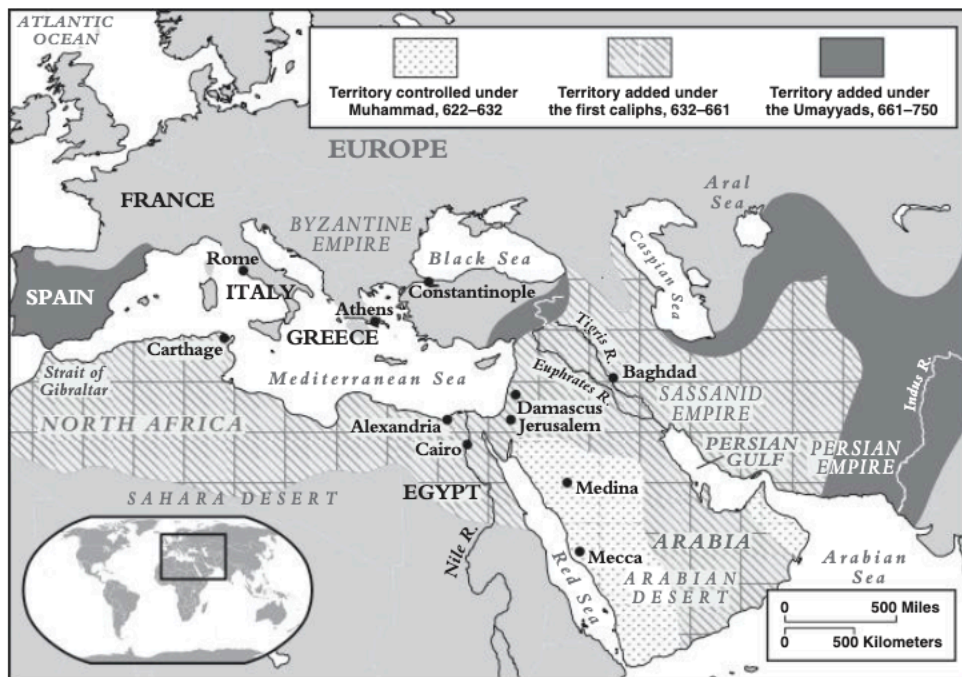 ATLANTIC
OCEAN
Territory controlled under
Muhammad, 622–632
Territory added under
the first caliphs, 632–661
Territory added under
the Umayyads, 661–750
EUROPE
Aral
Sea
FRANCE
BYZANTINE
EMPIRE
Caspian Sea
Black Sea
Rome
SPAIN
ITALY
Constantinople
Athens
GREECE
Tigris R.
Carthage
Strait of
Gibraltar
Mediterranean Sea
Euphrates R.
Baghdad
Indus R.
SASSANID
EMPIRE
Damascus
Jerusalem
NORTH AFRICA
Alexandria
Cairo
PERSIAN
GULF
PERSIAN
EMPIRE
EGYPT
SAHARA DESERT
Medina
Nile R.
Mecca
ARABIA
Red Sea
ARABIAN
DESERT
Arabian
Sea
0 500 Miles
0 500 Kilometers